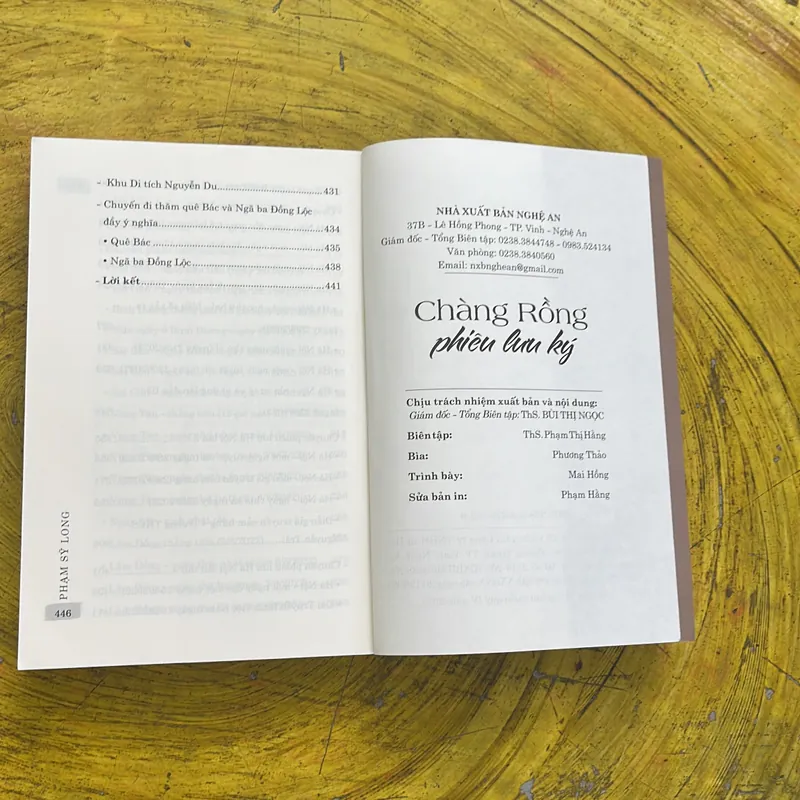 - Khu Di tích Nguyễn Du.....................................431
- Chuyến đi thăm quê Bác và Ngã ba Đồng Lộc
đầy ý nghĩa.....................................................434
• Quê Bác .......................................................435
• Ngã ba Đồng Lộc ..........................................438
- Lời kết............................................................441
PHẠM SỸ LONG
446
NHÀ XUẤT BẢN NGHỆ AN
37B - Lê Hồng Phong - TP. Vinh - Nghệ An
Giám đốc - Tổng Biên tập: 0238.3844748 - 0983.524134
Văn phòng: 0238.3840560
Email: nxbnghean@gmail.com
Chàng Rồng
phiêu lưu ký
Chịu trách nhiệm xuất bản và nội dung:
Giám đốc - Tổng Biên tập: ThS. BÙI THỊ NGỌC
Biên tập: ThS. Phạm Thị Hằng
Bìa: Phương Thảo
Trình bày: Mai Hồng
Sửa bản in: Phạm Hằng